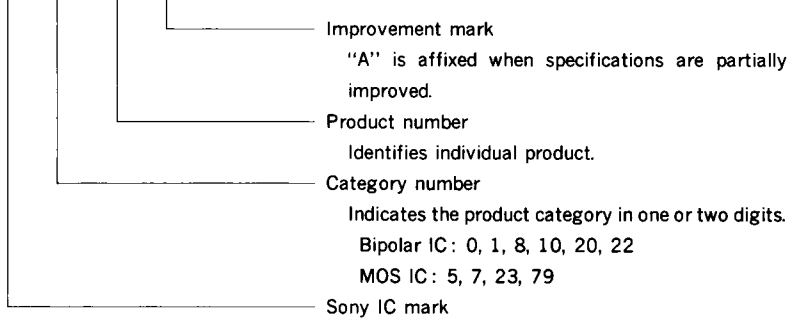 Improvement mark
"A" is affixed when specifications are partially
improved.
Product number
Identifies individual product.
Category number
Indicates the product category in one or two digits.
Bipolar IC: 0, 1, 8, 10, 20, 22
MOS IC: 5, 7, 23, 79
Sony IC mark